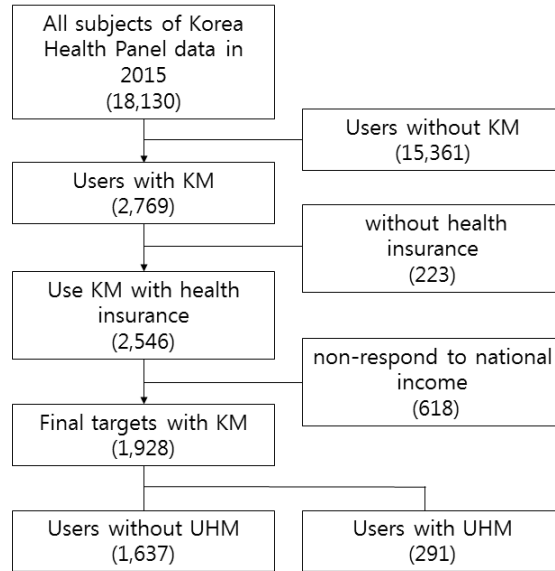 All subjects of Korea
Health Panel data in
2015
(18,130)
Users without KM
(15,361)
Users with KM
(2,769)
without health
insurance
(223)
Use KM with health
insurance
(2,546)
non-respond to national
income
(618)
Final targets with KM
(1,928)
Users without UHM
(1,637)
Users with UHM
(291)